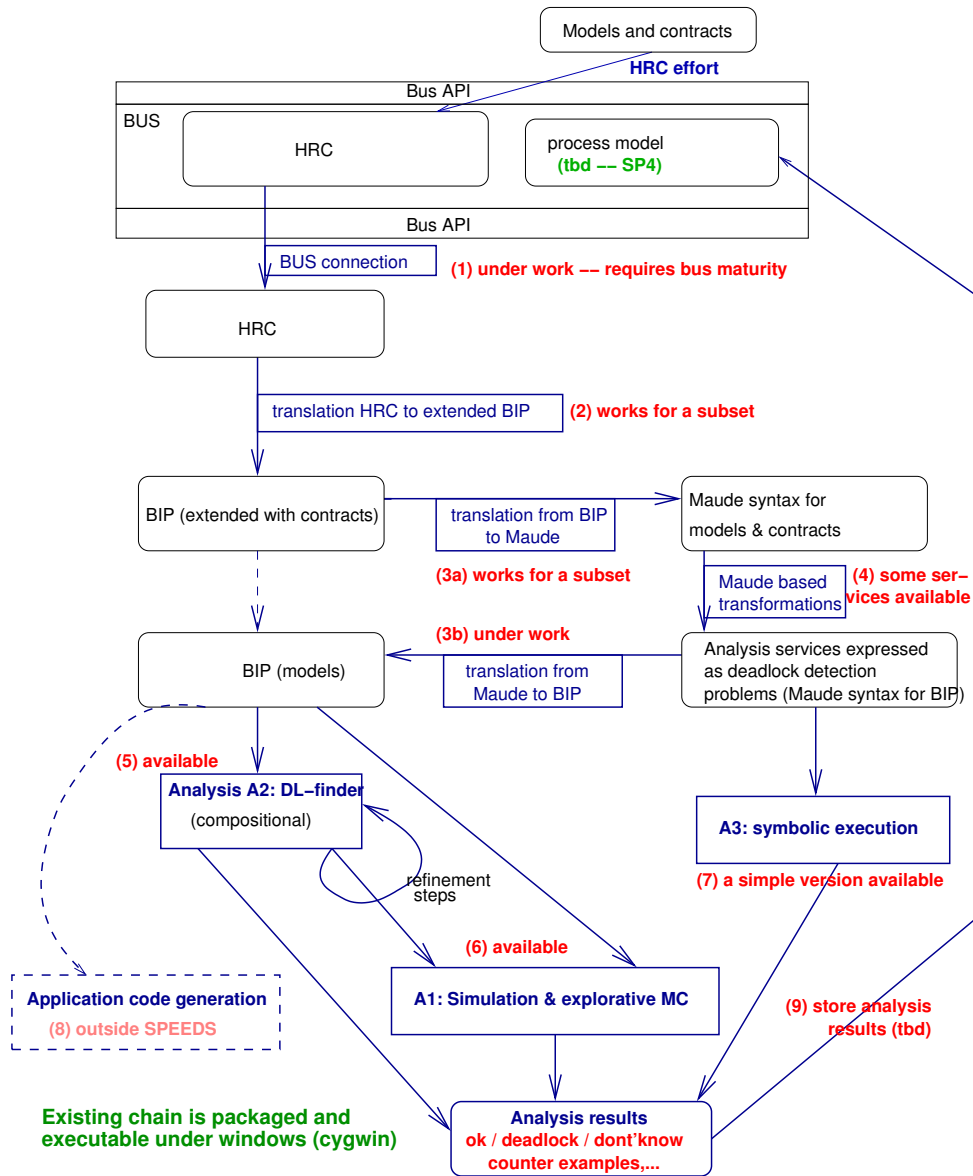 Models and contracts
HRC effort
Bus API
BUS
HRC
process model
(tbd −− SP4)
Bus API
BUS connection
(1) under work −− requires bus maturity
HRC
translation HRC to extended BIP
(2) works for a subset
BIP (extended with contracts)
translation from BIP
to Maude
Maude syntax for
models & contracts
(3a) works for a subset
Maude based
transformations
(4) some ser−
vices available
(3b) under work
BIP (models)
translation from
Maude to BIP
Analysis services expressed
as deadlock detection
problems (Maude syntax for BIP)
(5) available
Analysis A2: DL−finder
(compositional)
A3: symbolic execution
refinement
steps
(7) a simple version available
(6) available
Application code generation
(8) outside SPEEDS
A1: Simulation & explorative MC
(9) store analysis
results (tbd)
Existing chain is packaged and
executable under windows (cygwin)
Analysis results
ok / deadlock / dont'know
counter examples,...